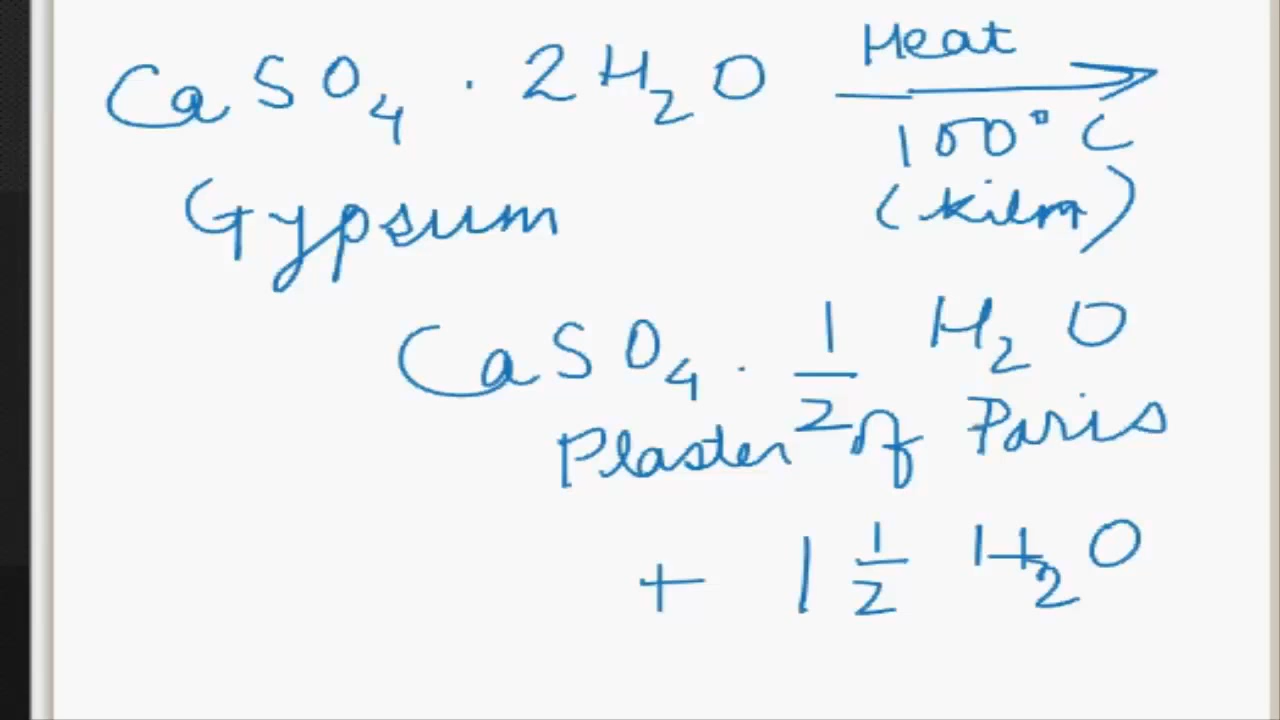 CaSO₄ · 2H₂O Heat
100°C
Gypsum (kiln)
CaSO₄ · 1/2 H₂O
Plaster of Paris
+ 1 1/2 H₂O